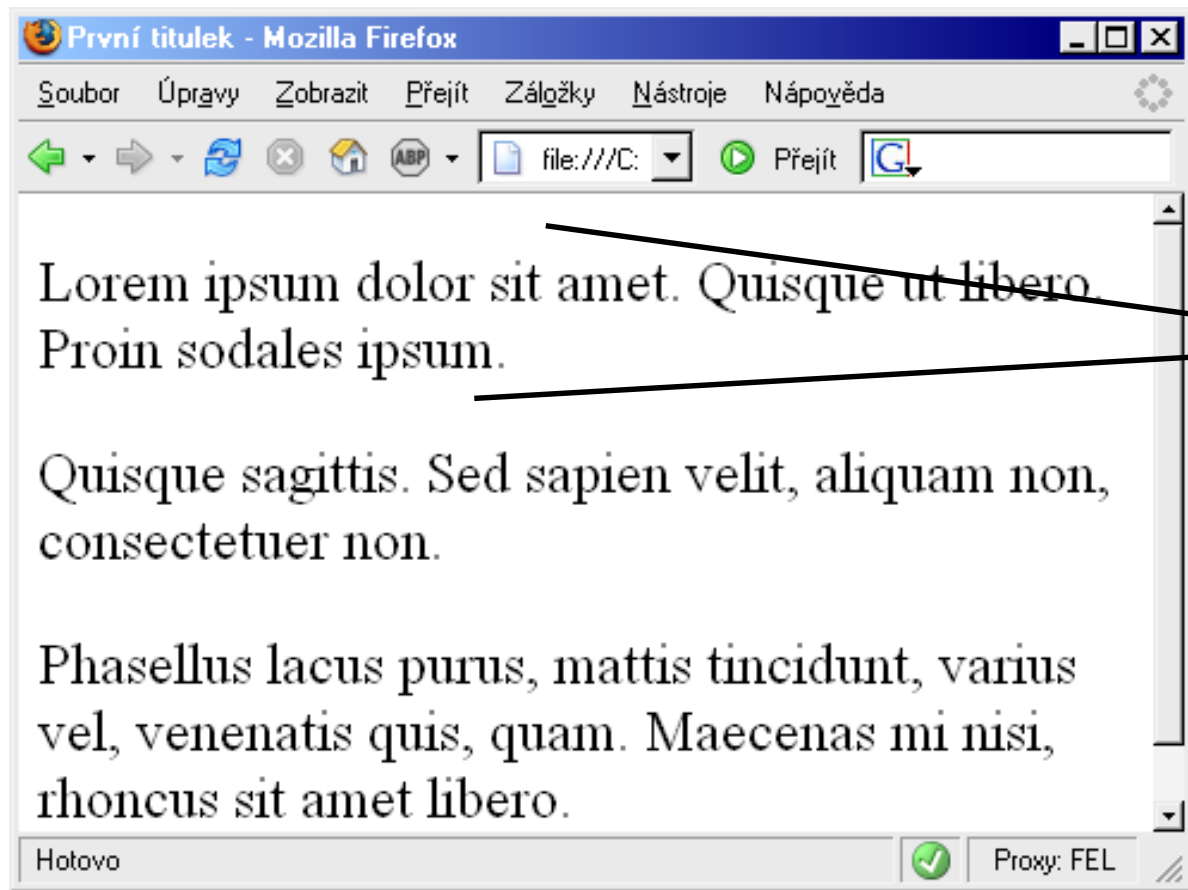 První titulek - Mozilla Firefox
Soubor Úpravy Zobrazit Přejít Záložky Nástroje Nápověda
ABP file:///C: Přejít G
Lorem ipsum dolor sit amet. Quisque ut libero.
Proin sodales ipsum.
Quisque sagittis. Sed sapien velit, aliquam non,
consectetuer non.
Phasellus lacus purus, mattis tincidunt, varius
vel, venenatis quis, quam. Maecenas mi nisi,
rhoncus sit amet libero.
Hotovo Proxy: FEL